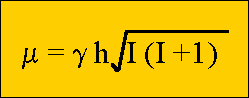 μ = γ h√I (I +1)